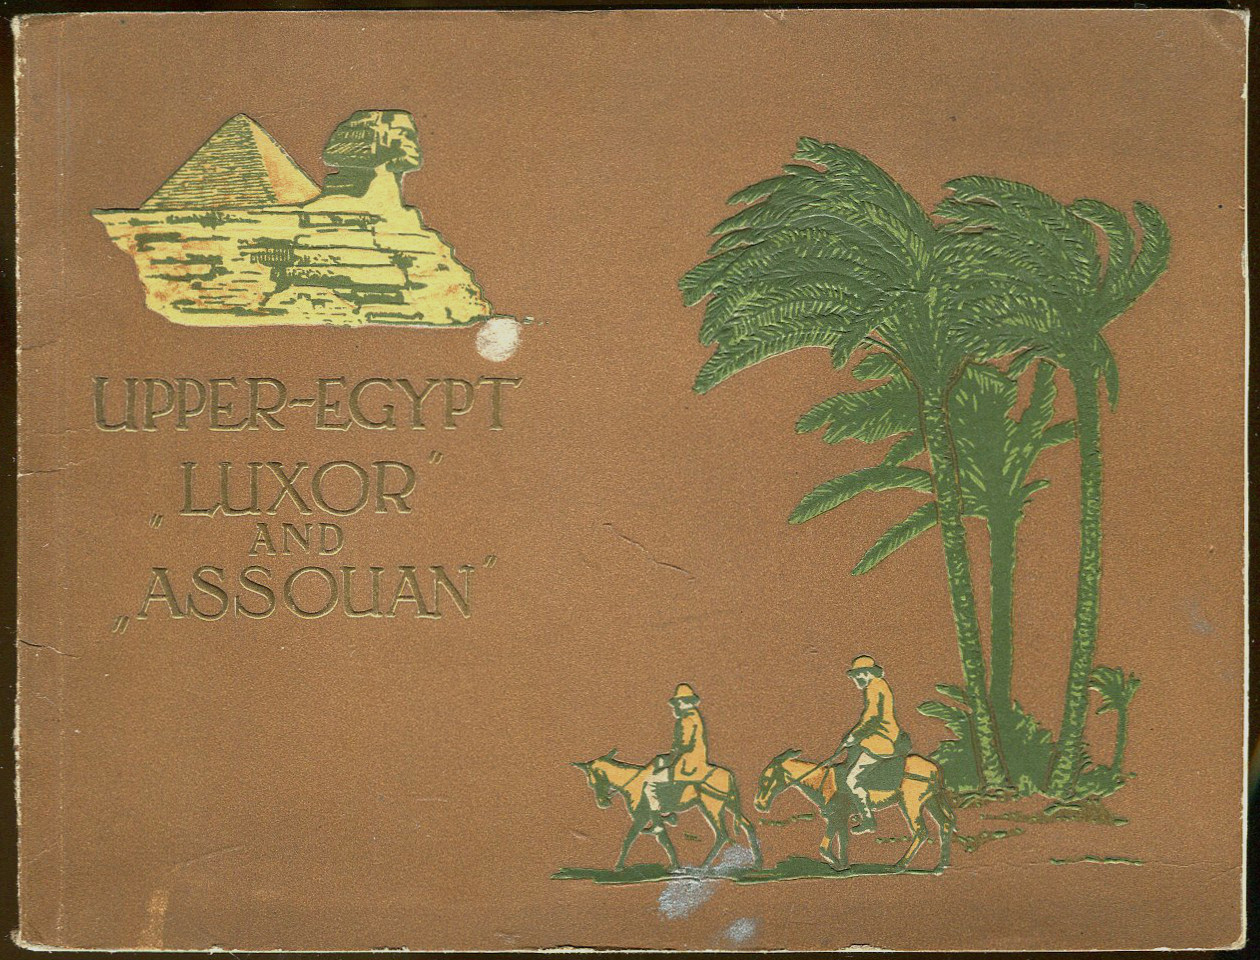 UPPER-EGYPT
„LUXOR"
AND
„ASSOUAN"